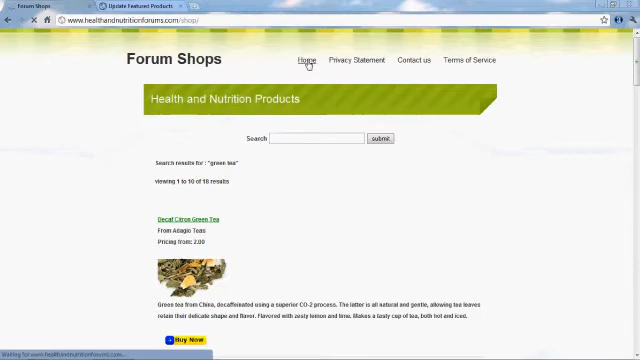 Forum Shops
Update Featured Products
www.healthandnutritionforums.com/shop/
Forum Shops
Home Privacy Statement Contact us Terms of Service
Health and Nutrition Products
Search submit
Search results for : "green tea"
viewing 1 to 10 of 18 results
Decaf Citron Green Tea
From Adagio Teas
Pricing from: 2.00
Green tea from China, decaffeinated using a superior CO-2 process. The latter is all natural and gentle, allowing tea leaves
retain their delicate shape and flavor. Flavored with zesty lemon and lime. Makes a tasty cup of tea, both hot and iced.
Buy Now
Waiting for www.healthandnutritionforums.com...